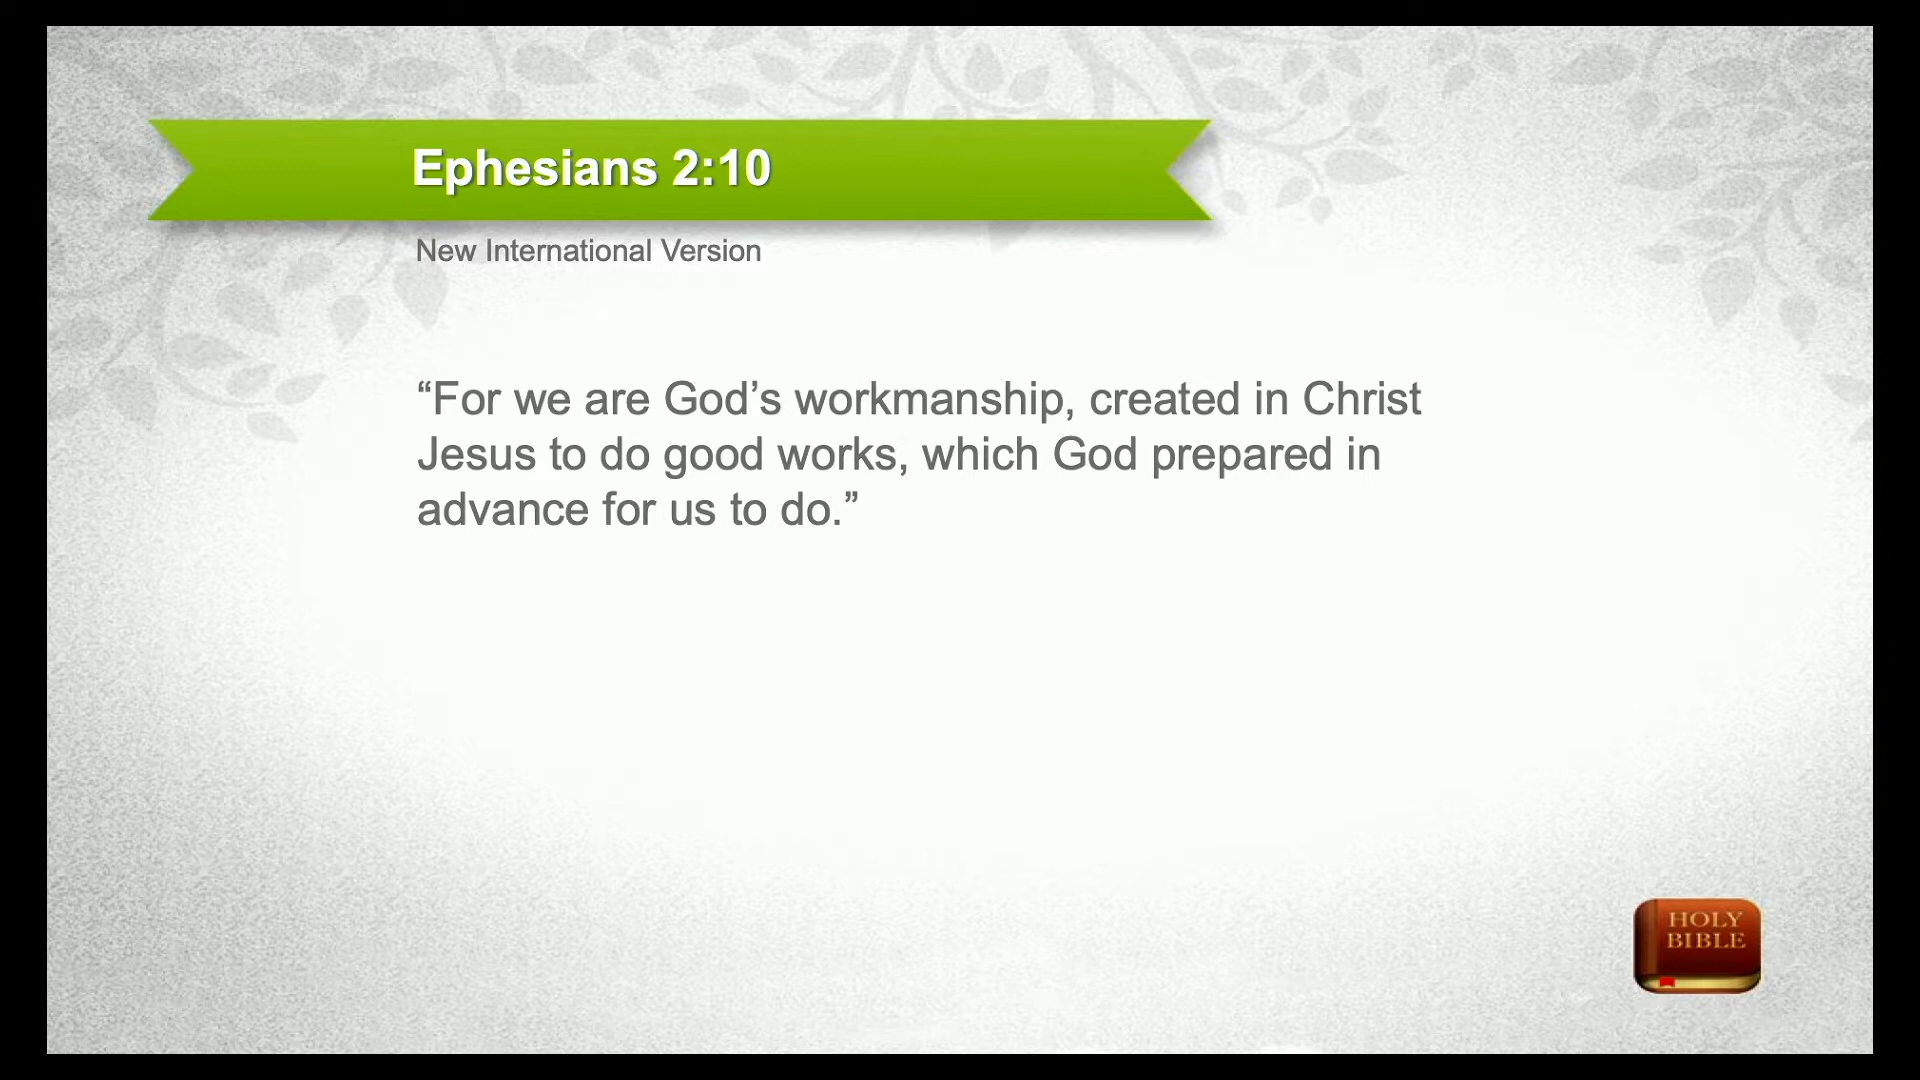 Ephesians 2:10
New International Version
“For we are God’s workmanship, created in Christ
Jesus to do good works, which God prepared in
advance for us to do.”
HOLY
BIBLE